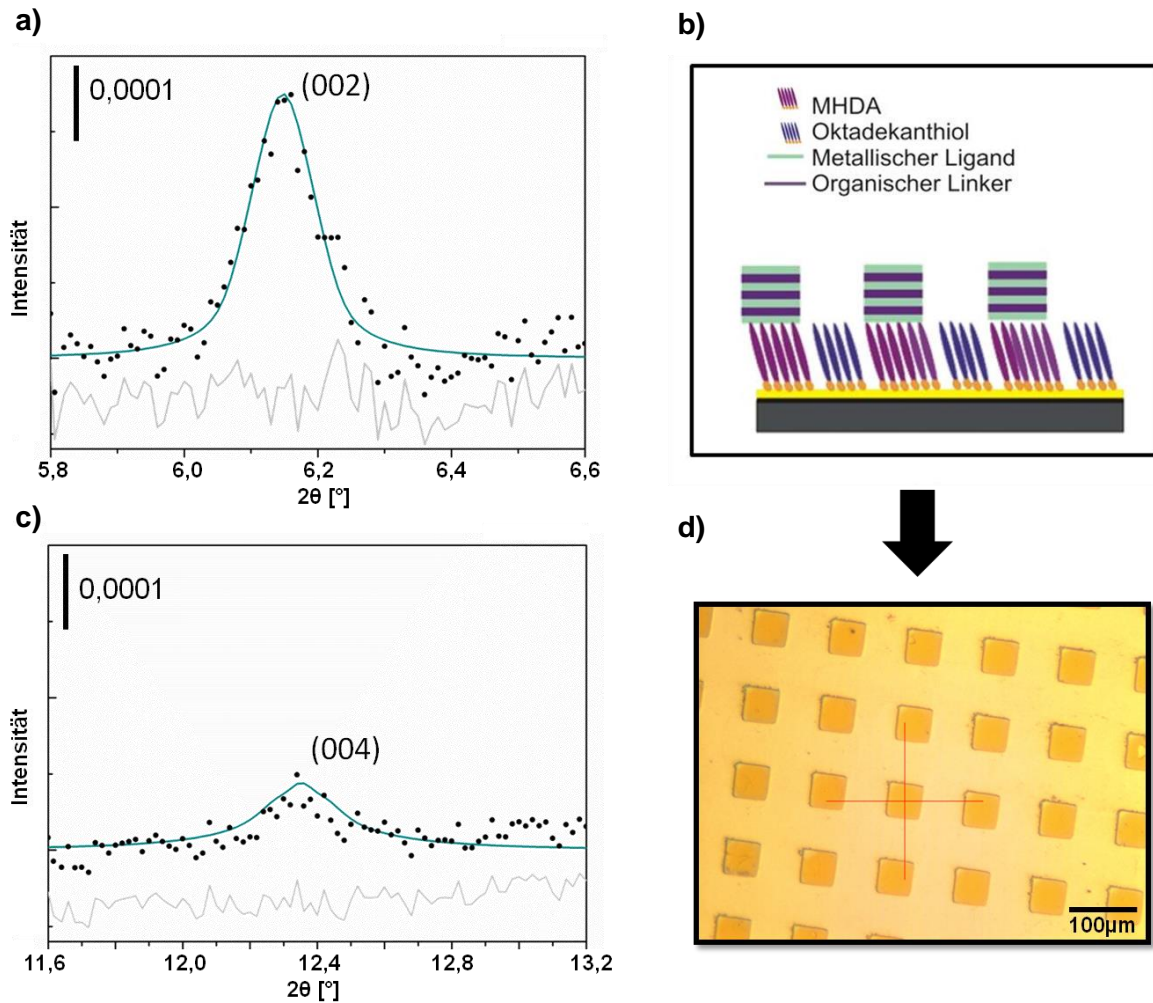 a)
0,0001
(002)
Intensität
5,8 6,0 6,2 6,4 6,6
2θ [°]
b)
MHDA
Oktadekanthiol
Metallischer Ligand
Organischer Linker
c)
0,0001
(004)
Intensität
11,6 12,0 12,4 12,8 13,2
2θ [°]
d)
100µm